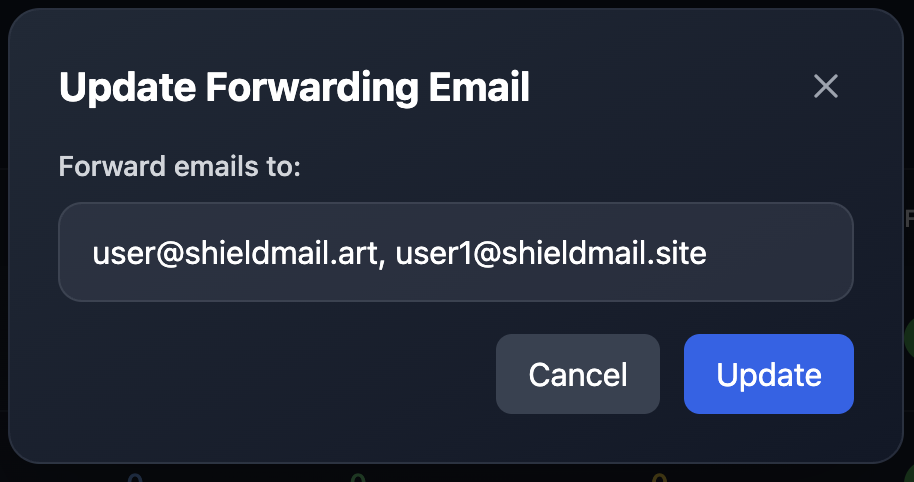 Update Forwarding Email
Forward emails to:
user@shieldmail.art, user1@shieldmail.site
Cancel
Update